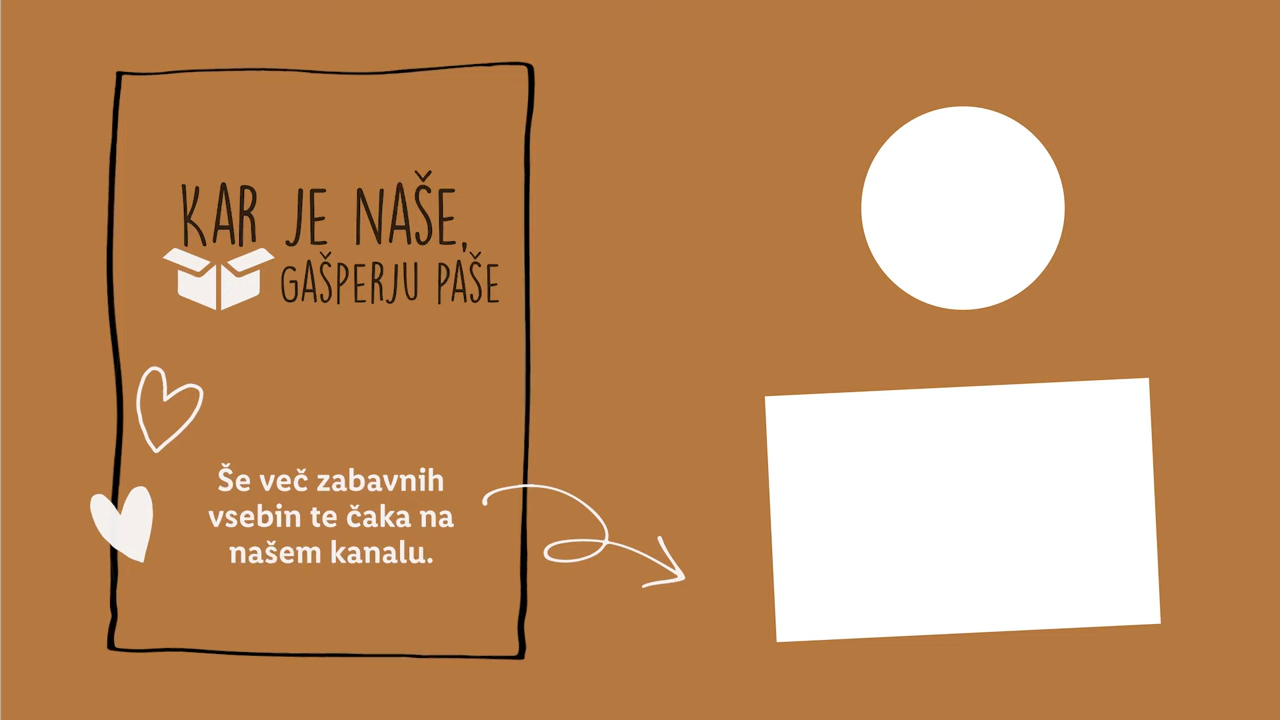 KAR JE NAŠE,
GAŠPERJU PAŠE
Še več zabavnih
vsebin te čaka na
našem kanalu.